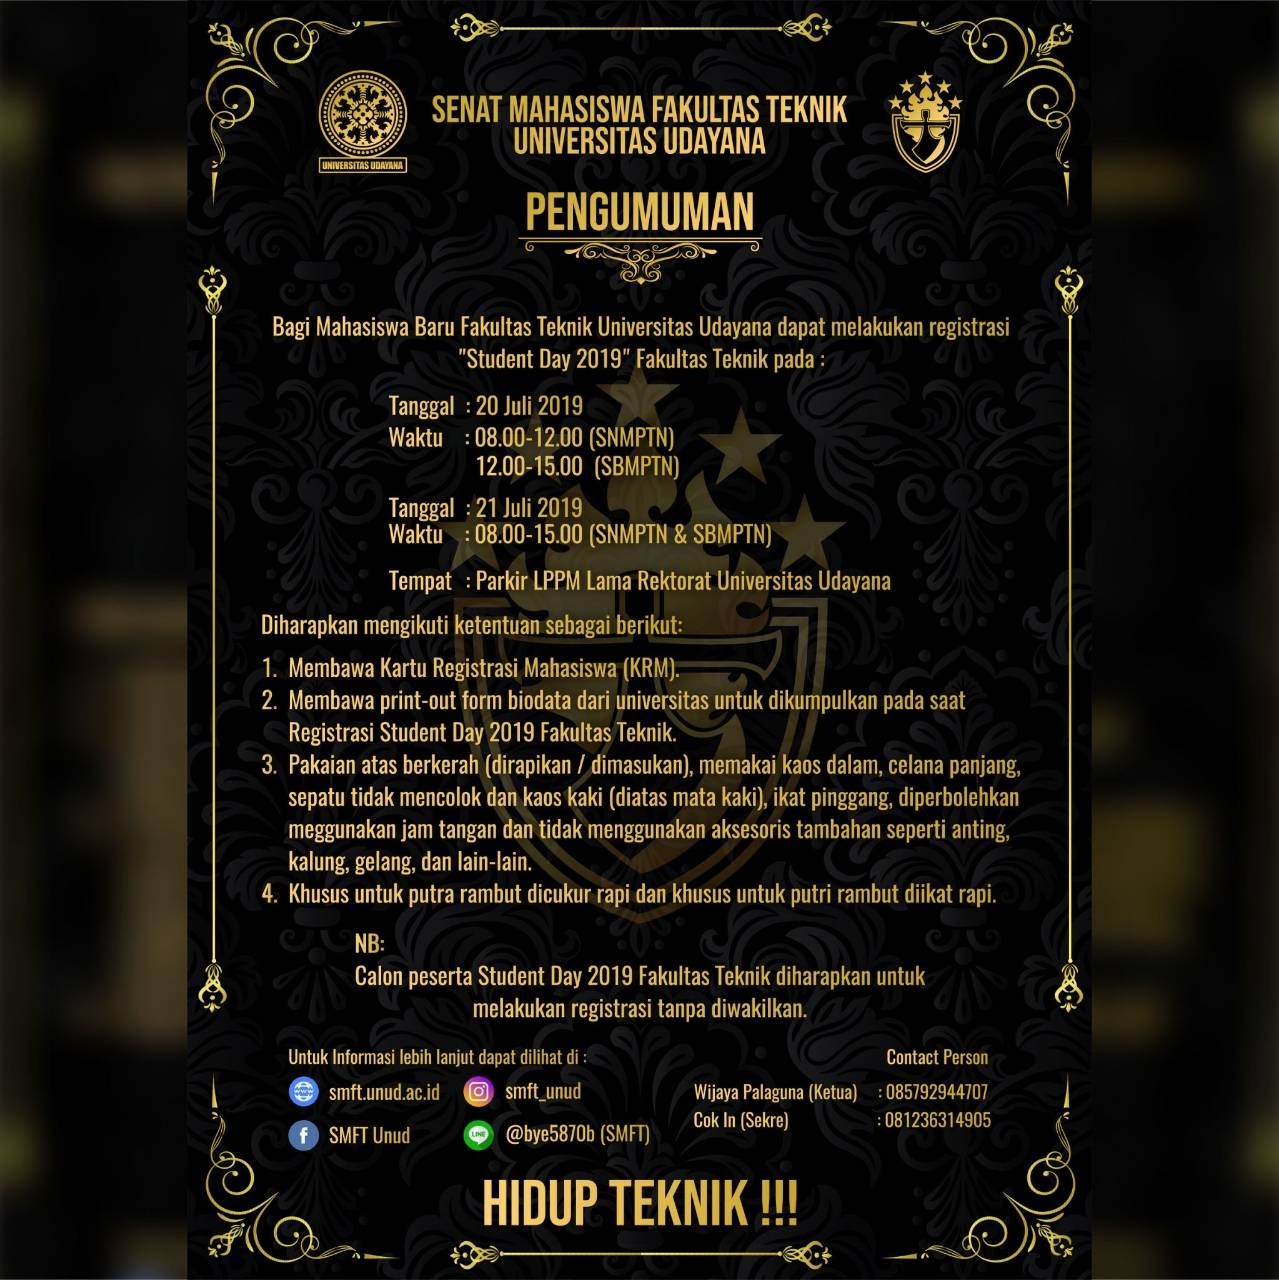 UNIVERSITAS UDAYANA
SENAT MAHASISWA FAKULTAS TEKNIK
UNIVERSITAS UDAYANA
PENGUMUMAN
Bagi Mahasiswa Baru Fakultas Teknik Universitas Udayana dapat melakukan registrasi
"Student Day 2019" Fakultas Teknik pada :
Tanggal : 20 Juli 2019
Waktu : 08.00-12.00 (SNMPTN)
12.00-15.00 (SBMPTN)
Tanggal : 21 Juli 2019
Waktu : 08.00-15.00 (SNMPTN & SBMPTN)
Tempat : Parkir LPPM Lama Rektorat Universitas Udayana
Diharapkan mengikuti ketentuan sebagai berikut:
1. Membawa Kartu Registrasi Mahasiswa (KRM).
2. Membawa print-out form biodata dari universitas untuk dikumpulkan pada saat
Registrasi Student Day 2019 Fakultas Teknik.
3. Pakaian atas berkerah (dirapikan / dimasukan), memakai kaos dalam, celana panjang,
sepatu tidak mencolok dan kaos kaki (diatas mata kaki), ikat pinggang, diperbolehkan
meggunakan jam tangan dan tidak menggunakan aksesoris tambahan seperti anting,
kalung, gelang, dan lain-lain.
4. Khusus untuk putra rambut dicukur rapi dan khusus untuk putri rambut diikat rapi.
NB:
Calon peserta Student Day 2019 Fakultas Teknik diharapkan untuk
melakukan registrasi tanpa diwakilkan.
Untuk Informasi lebih lanjut dapat dilihat di :
WWW smft.unud.ac.id
smft_unud
f SMFT Unud
LINE @bye5870b (SMFT)
Contact Person
Wijaya Palaguna (Ketua) : 085792944707
Cok In (Sekre) : 081236314905
HIDUP TEKNIK !!!